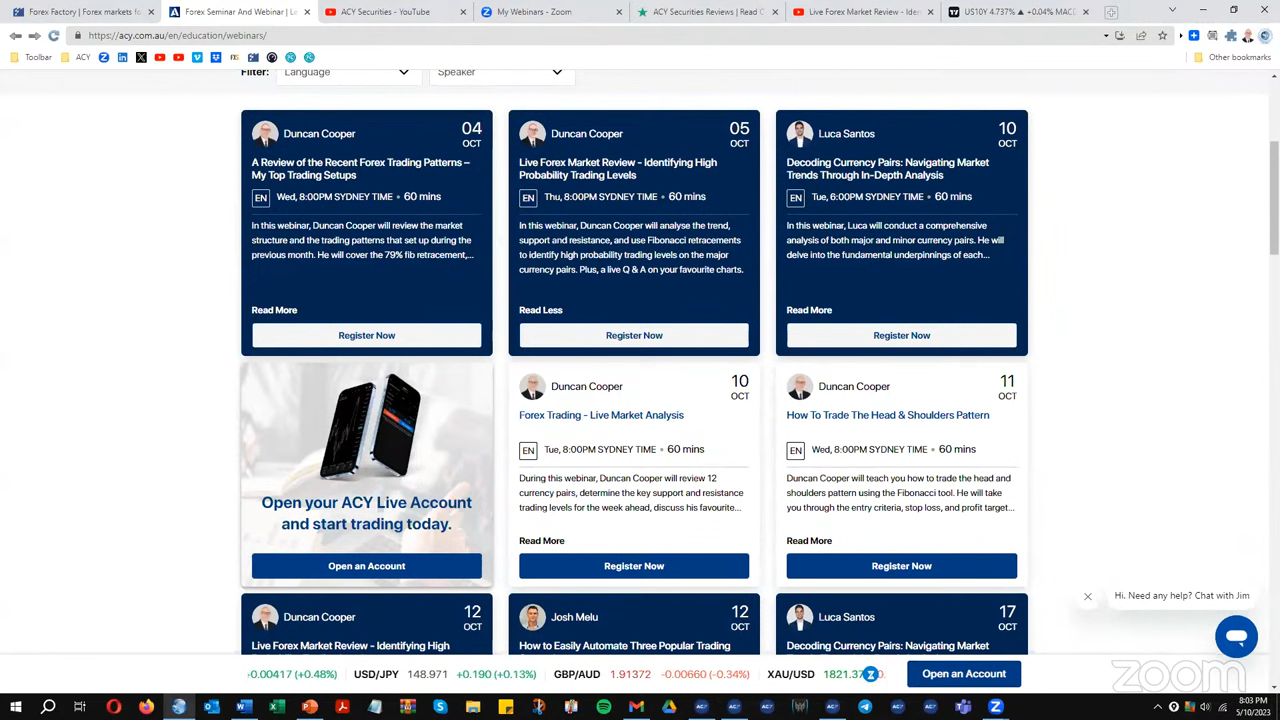 Forex Factory | Forex markets fo
Forex Seminar And Webinar | Le
ACY Securities - YouTube
My Webinars - Zoom
ACY Securities Reviews | Read
Live Forex Market Review - Iden
US10Y 4.737% ▲ +0.04% MACD
https://acy.com.au/en/education/webinars/
Toolbar
ACY
Other bookmarks
Filter:
Language
Speaker
Duncan Cooper
04
OCT
A Review of the Recent Forex Trading Patterns –
My Top Trading Setups
EN Wed, 8:00PM SYDNEY TIME • 60 mins
In this webinar, Duncan Cooper will review the market
structure and the trading patterns that set up during the
previous month. He will cover the 79% fib retracement,...
Read More
Register Now
Duncan Cooper
05
OCT
Live Forex Market Review - Identifying High
Probability Trading Levels
EN Thu, 8:00PM SYDNEY TIME • 60 mins
In this webinar, Duncan Cooper will analyse the trend,
support and resistance, and use Fibonacci retracements
to identify high probability trading levels on the major
currency pairs. Plus, a live Q & A on your favourite charts.
Read Less
Register Now
Luca Santos
10
OCT
Decoding Currency Pairs: Navigating Market
Trends Through In-Depth Analysis
EN Tue, 6:00PM SYDNEY TIME • 60 mins
In this webinar, Luca will conduct a comprehensive
analysis of both major and minor currency pairs. He will
delve into the fundamental underpinnings of each...
Read More
Register Now
Open your ACY Live Account
and start trading today.
Open an Account
Duncan Cooper
10
OCT
Forex Trading - Live Market Analysis
EN Tue, 8:00PM SYDNEY TIME • 60 mins
During this webinar, Duncan Cooper will review 12
currency pairs, determine the key support and resistance
trading levels for the week ahead, discuss his favourite...
Read More
Register Now
Duncan Cooper
11
OCT
How To Trade The Head & Shoulders Pattern
EN Wed, 8:00PM SYDNEY TIME • 60 mins
Duncan Cooper will teach you how to trade the head and
shoulders pattern using the Fibonacci tool. He will take
you through the entry criteria, stop loss, and profit target...
Read More
Register Now
Hi. Need any help? Chat with Jim
Duncan Cooper
12
OCT
Live Forex Market Review - Identifying High
Josh Melu
12
OCT
How to Easily Automate Three Popular Trading
Luca Santos
17
OCT
Decoding Currency Pairs: Navigating Market
+0.00417 (+0.48%) USD/JPY 148.971 +0.190 (+0.13%) GBP/AUD 1.91372 -0.00660 (-0.34%) XAU/USD 1821.37
Open an Account
zoom
8:03 PM
5/10/2023